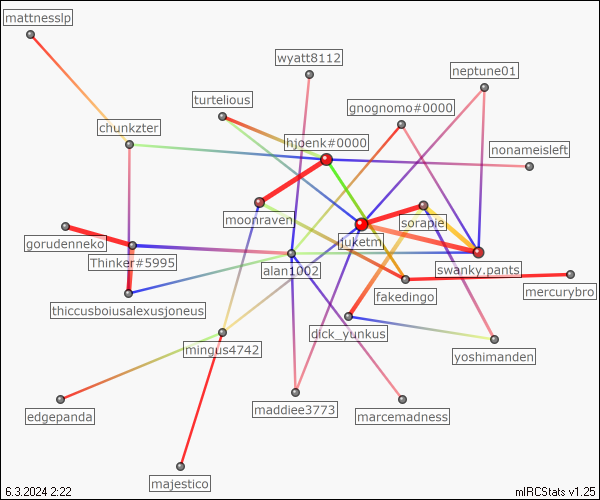 mattnesslp
wyatt8112
neptune01
turtelious
gnognomo#0000
chunkzter
hjoenk#0000
nonameisleft
moonraven
sorapie
gorudenneko
juketm
Thinker#5995
alan1002
swanky.pants
fakedingo
mercurybro
thiccusboiusalexusjoneus
dick_yunkus
mingus4742
yoshimanden
maddiee3773
marcemadness
edgepanda
majestico
6.3.2024 2:22
mIRCStats v1.25